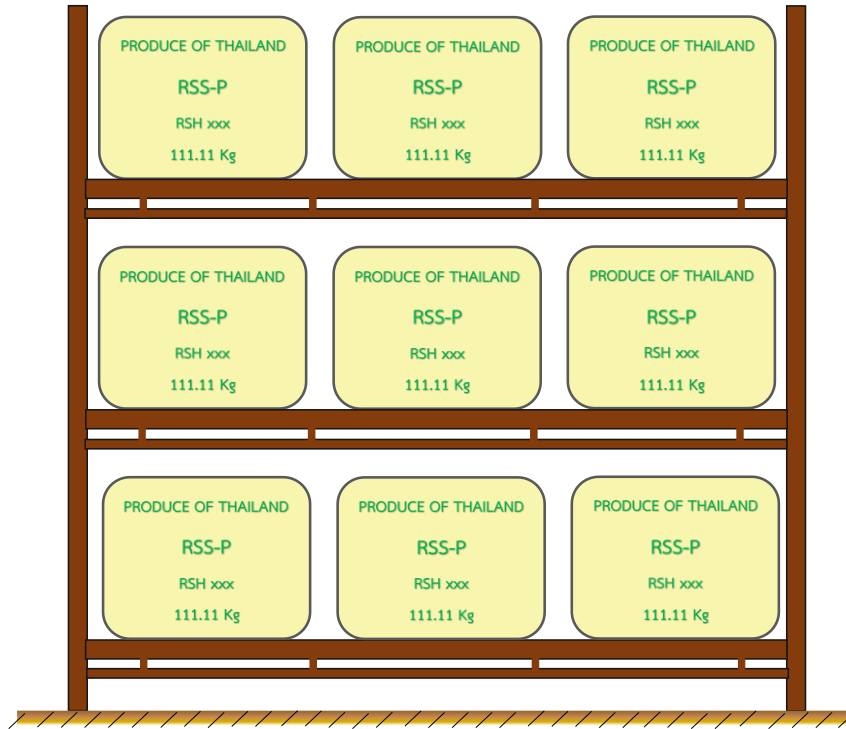 PRODUCE OF THAILAND
RSS-P
RSH xxx
111.11 Kg
PRODUCE OF THAILAND
RSS-P
RSH xxx
111.11 Kg
PRODUCE OF THAILAND
RSS-P
RSH xxx
111.11 Kg
PRODUCE OF THAILAND
RSS-P
RSH xxx
111.11 Kg
PRODUCE OF THAILAND
RSS-P
RSH xxx
111.11 Kg
PRODUCE OF THAILAND
RSS-P
RSH xxx
111.11 Kg
PRODUCE OF THAILAND
RSS-P
RSH xxx
111.11 Kg
PRODUCE OF THAILAND
RSS-P
RSH xxx
111.11 Kg
PRODUCE OF THAILAND
RSS-P
RSH xxx
111.11 Kg